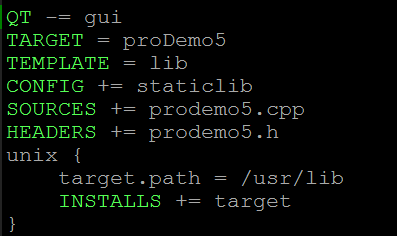 QT -= gui
TARGET = proDemo5
TEMPLATE = lib
CONFIG += staticlib
SOURCES += prodemo5.cpp
HEADERS += prodemo5.h
unix {
    target.path = /usr/lib
    INSTALLS += target
}